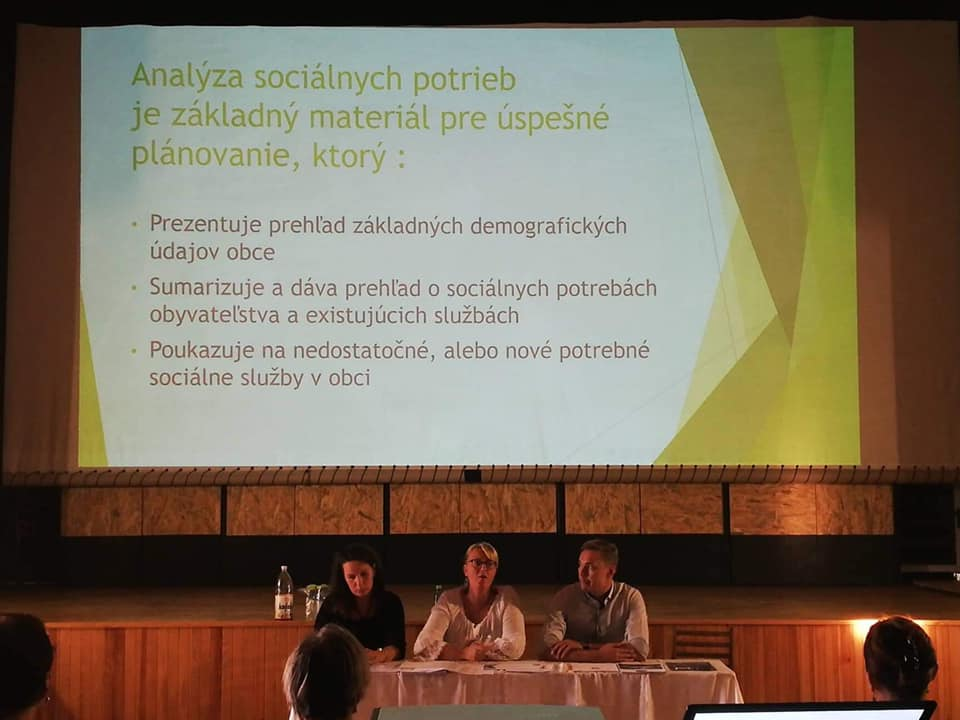 Analýza sociálnych potrieb
je základný materiál pre úspešné
plánovanie, ktorý :
• Prezentuje prehľad základných demografických
údajov obce
• Sumarizuje a dáva prehľad o sociálnych potrebách
obyvateľstva a existujúcich službách
• Poukazuje na nedostatočné, alebo nové potrebné
sociálne služby v obci